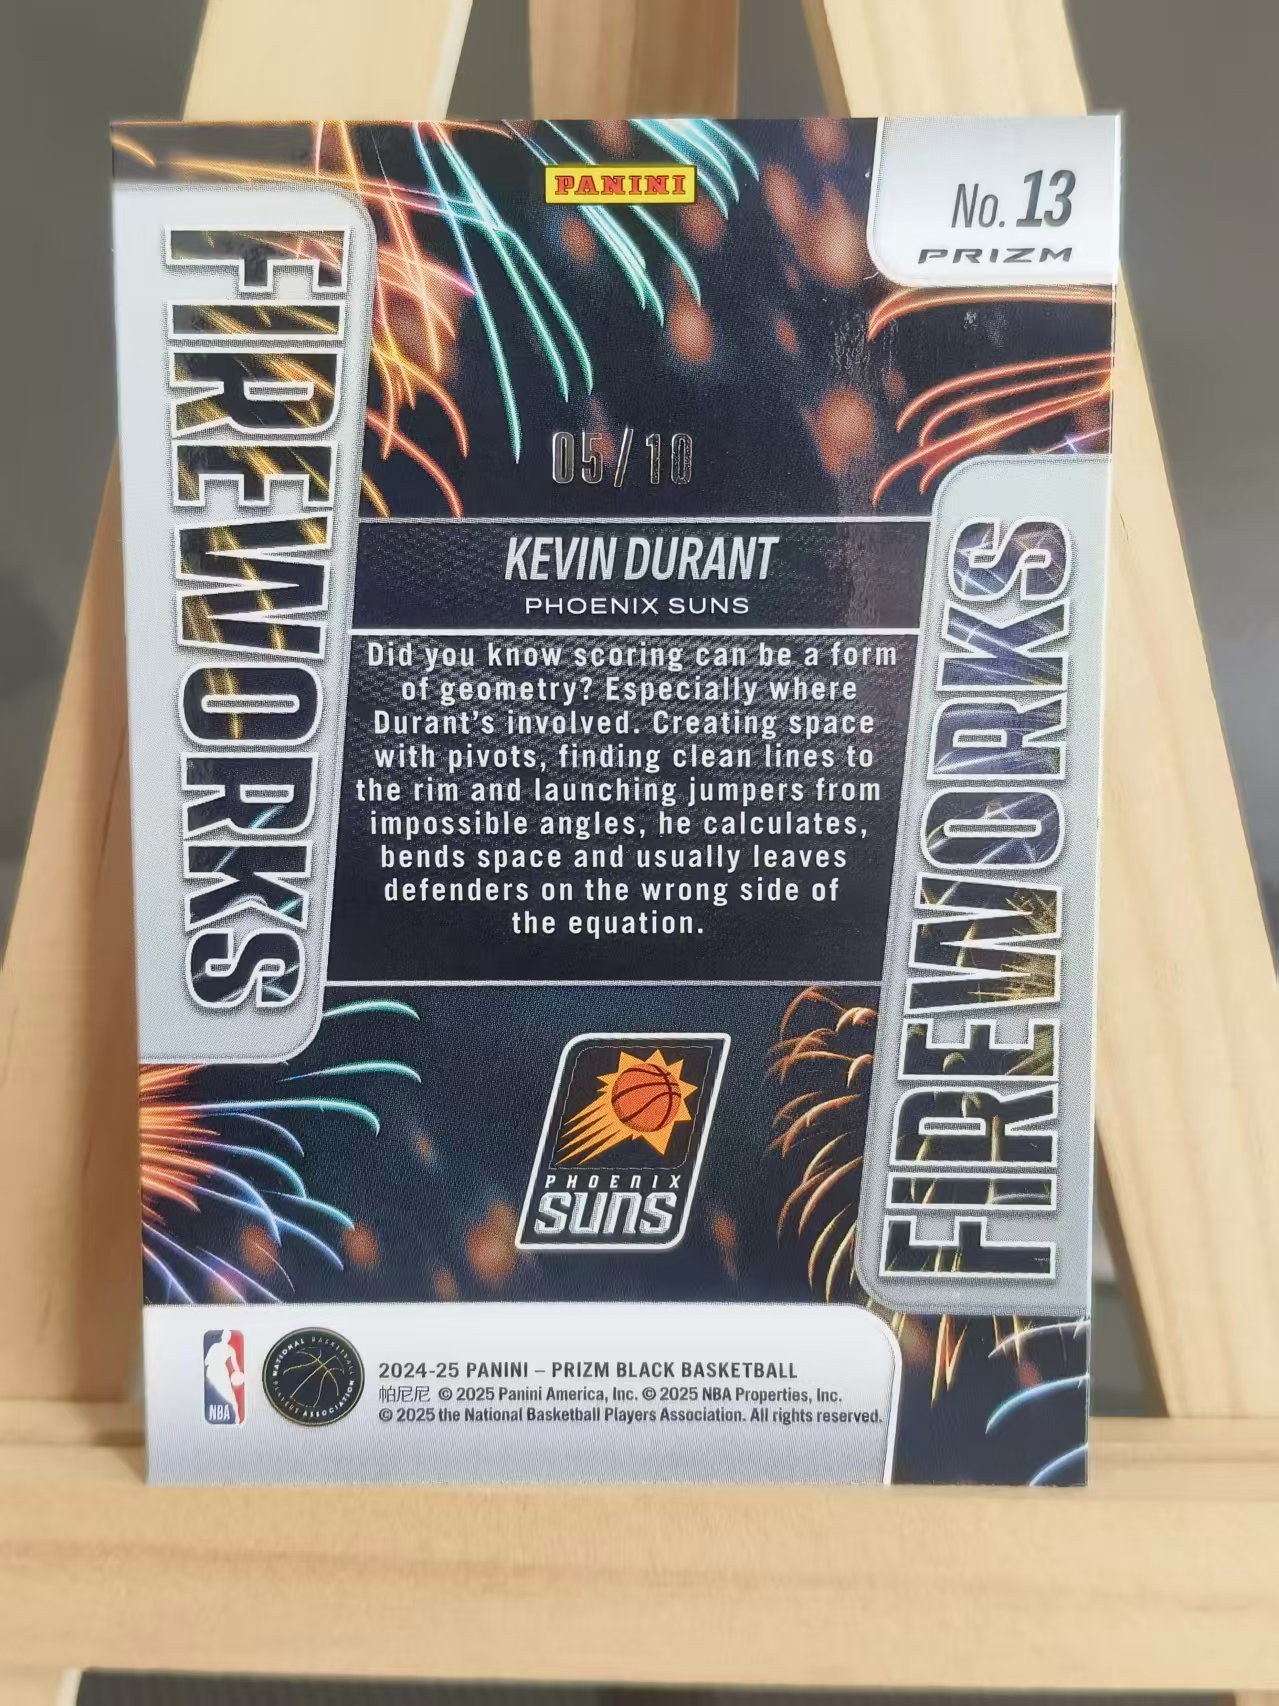 PANINI
No. 13
PRIZM
FIREWORKS
05/10
KEVIN DURANT
PHOENIX SUNS
Did you know scoring can be a form
of geometry? Especially where
Durant's involved. Creating space
with pivots, finding clean lines to
the rim and launching jumpers from
impossible angles, he calculates,
bends space and usually leaves
defenders on the wrong side of
the equation.
FIREWORKS
PHOENIX
SUNS
NBA
NATIONAL BASKETBALL
PLAYERS ASSOCIATION
2024-25 PANINI – PRIZM BLACK BASKETBALL
帕尼尼 © 2025 Panini America, Inc. © 2025 NBA Properties, Inc.
© 2025 the National Basketball Players Association. All rights reserved.